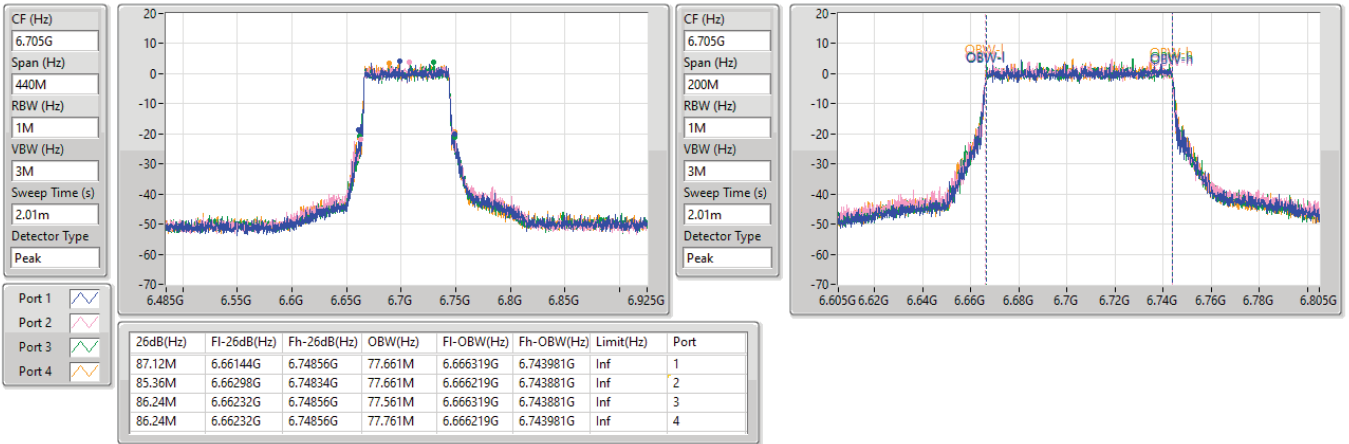 CF (Hz)
6.705G
Span (Hz)
440M
RBW (Hz)
1M
VBW (Hz)
3M
Sweep Time (s)
2.01m
Detector Type
Peak
20
10
0
-10
-20
-30
-40
-50
-60
-70
6.485G 6.55G 6.6G 6.65G 6.7G 6.75G 6.8G 6.85G 6.925G
CF (Hz)
6.705G
Span (Hz)
200M
RBW (Hz)
1M
VBW (Hz)
3M
Sweep Time (s)
2.01m
Detector Type
Peak
20
10
0
-10
-20
-30
-40
-50
-60
-70
OBW-l OBW-h
OBW-l OBW-h
6.605G 6.62G 6.64G 6.66G 6.68G 6.7G 6.72G 6.74G 6.76G 6.78G 6.805G
Port 1
Port 2
Port 3
Port 4
26dB(Hz) Fl-26dB(Hz) Fh-26dB(Hz) OBW(Hz) Fl-OBW(Hz) Fh-OBW(Hz) Limit(Hz) Port
87.12M 6.66144G 6.74856G 77.661M 6.666319G 6.743981G Inf 1
85.36M 6.66298G 6.74834G 77.661M 6.666219G 6.743881G Inf 2
86.24M 6.66232G 6.74856G 77.561M 6.666319G 6.743881G Inf 3
86.24M 6.66232G 6.74856G 77.761M 6.666219G 6.743981G Inf 4